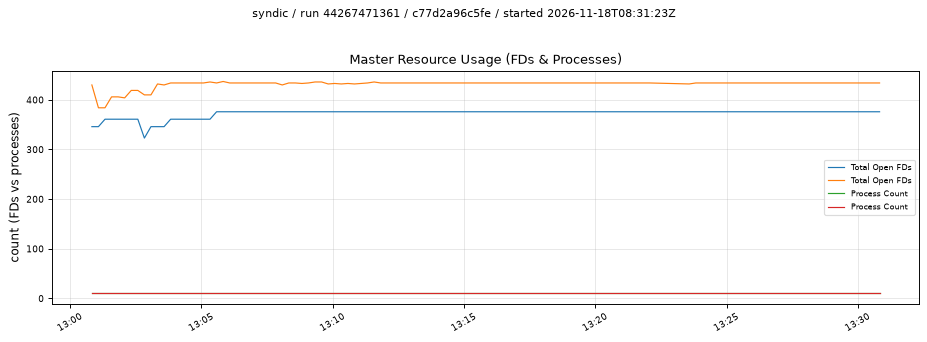 syndic / run 44267471361 / c77d2a96c5fe / started 2026-11-18T08:31:23Z
Master Resource Usage (FDs & Processes)
count (FDs vs processes)
400
300
200
100
0
Total Open FDs
Total Open FDs
Process Count
Process Count
13:00
13:05
13:10
13:15
13:20
13:25
13:30